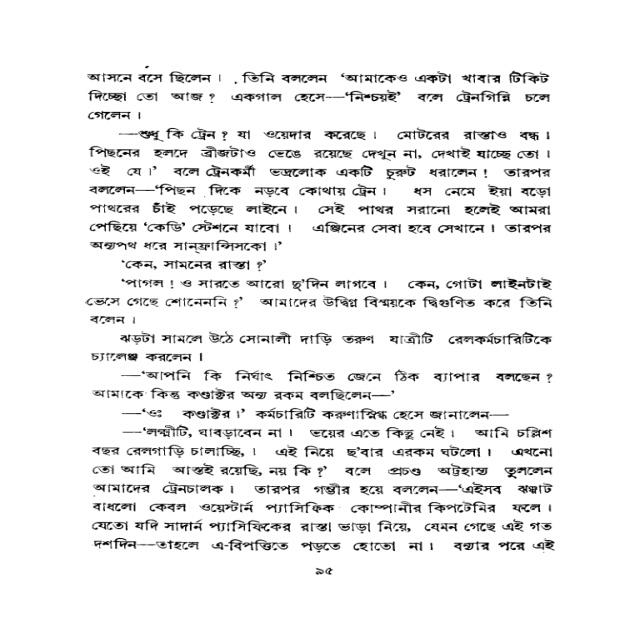 আসনে বসে ছিলেন। তিনি বললেন 'আমাকেও একটা খাবার টিকিট
দিচ্ছো তো আজ? একগাল হেসে—'নিশ্চয়ই' বলে ট্রেনগিন্নি চলে
গেলেন।
—শুধু কি ট্রেন? যা ওয়েদার করেছে। মোটরের রাস্তাও বন্ধ।
পিছনের হলদে ব্রীজটাও ভেঙে রয়েছে দেখুন না, দেখাই যাচ্ছে তো।
ওই যে।' বলে ট্রেনকর্মী ভদ্রলোক একটি চুরুট ধরালেন! তারপর
বললেন—'পিছন দিকে নড়বে কোথায় ট্রেন। ধস নেমে ইয়া বড়ো
পাথরের চাঁই পড়েছে লাইনে। সেই পাথর সরানো হলেই আমরা
পেছিয়ে 'কেডি' স্টেশনে যাবো। এঞ্জিনের সেবা হবে সেখানে। তারপর
অন্যপথ ধরে সান্‌ফ্রান্সিসকো।'
'কেন, সামনের রাস্তা?'
'পাগল! ও সারতে আরো দু'দিন লাগবে। কেন, গোটা লাইনটাই
ভেসে গেছে শোনেননি?' আমাদের উদ্বিগ্ন বিস্ময়কে দ্বিগুণিত করে তিনি
বলেন।
ঝড়টা সামলে উঠে সোনালী দাড়ি তরুণ যাত্রীটি রেলকর্মচারিটিকে
চ্যালেঞ্জ করলেন।
—'আপনি কি নির্ঘাৎ নিশ্চিত জেনে ঠিক ব্যাপার বলছেন?
আমাকে কিন্তু কণ্ডাক্টর অন্য রকম বলছিলেন—'
—'ওঃ কণ্ডাক্টর।' কর্মচারিটি করুণাস্নিগ্ধ হেসে জানালেন—
—'লক্ষ্মীটি, ঘাবড়াবেন না। ভয়ের এতে কিছু নেই। আমি চল্লিশ
বছর রেলগাড়ি চালাচ্ছি,। এই নিয়ে ছ'বার এরকম ঘটলো। এখনো
তো আমি আস্তই রয়েছি, নয় কি?' বলে প্রচণ্ড অট্টহাস্য তুললেন
আমাদের ট্রেনচালক। তারপর গম্ভীর হয়ে বললেন—'এইসব ঝঞ্ঝাট
বাধলো কেবল ওয়েস্টার্ন প্যাসিফিক কোম্পানীর কিপটেনির ফলে।
যেতো যদি সাদার্ন প্যাসিফিকের রাস্তা ভাড়া নিয়ে, যেমন গেছে এই গত
দশদিন—তাহলে এ-বিপত্তিতে পড়তে হোতো না। বন্যার পরে এই
৯৫